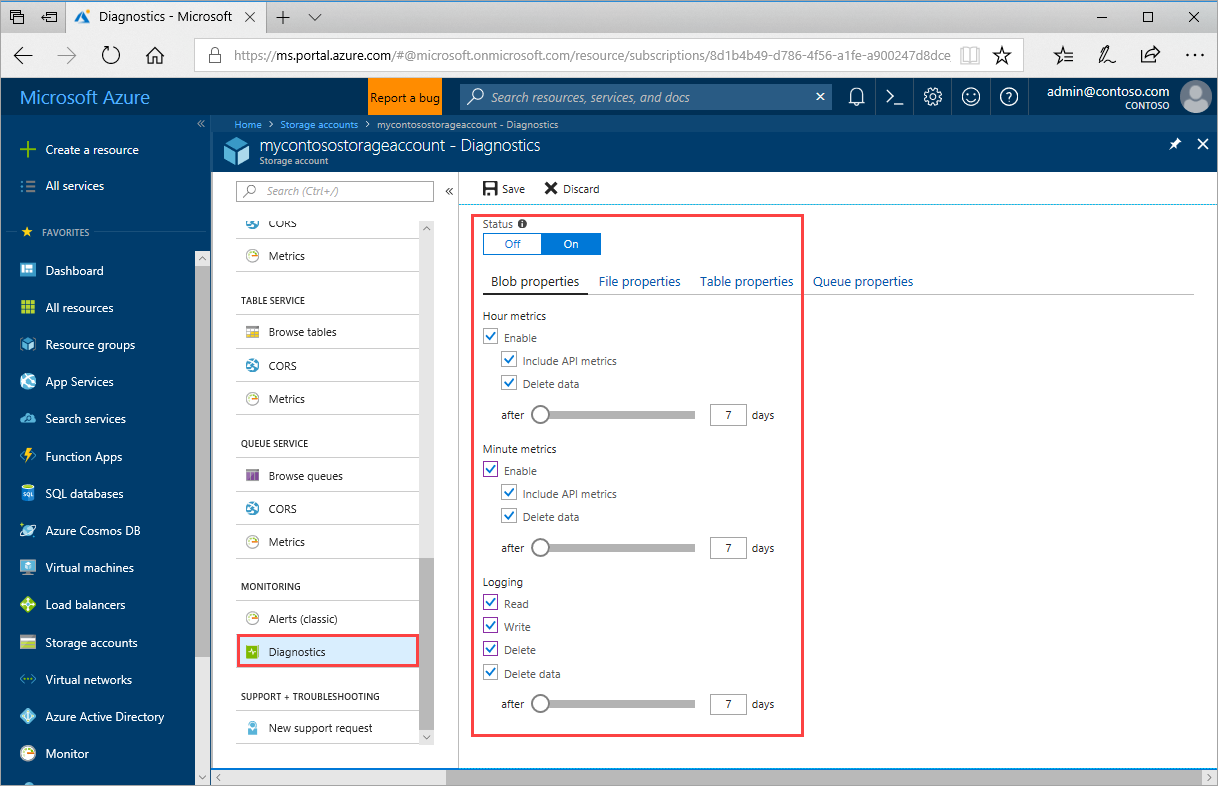 Diagnostics - Microsoft
https://ms.portal.azure.com/#@microsoft.onmicrosoft.com/resource/subscriptions/8d1b4b49-d786-4f56-a1fe-a900247d8dce
Microsoft Azure
Report a bug
Search resources, services, and docs
admin@contoso.com
CONTOSO
Home > Storage accounts > mycontosostorageaccount - Diagnostics
mycontosostorageaccount - Diagnostics
Storage account
Create a resource
All services
FAVORITES
Dashboard
All resources
Resource groups
App Services
Search services
Function Apps
SQL databases
Azure Cosmos DB
Virtual machines
Load balancers
Storage accounts
Virtual networks
Azure Active Directory
Monitor
Search (Ctrl+/)
CORS
Metrics
TABLE SERVICE
Browse tables
CORS
Metrics
QUEUE SERVICE
Browse queues
CORS
Metrics
MONITORING
Alerts (classic)
Diagnostics
SUPPORT + TROUBLESHOOTING
New support request
Save Discard
Status
Off On
Blob properties File properties Table properties Queue properties
Hour metrics
Enable
Include API metrics
Delete data
after 7 days
Minute metrics
Enable
Include API metrics
Delete data
after 7 days
Logging
Read
Write
Delete
Delete data
after 7 days